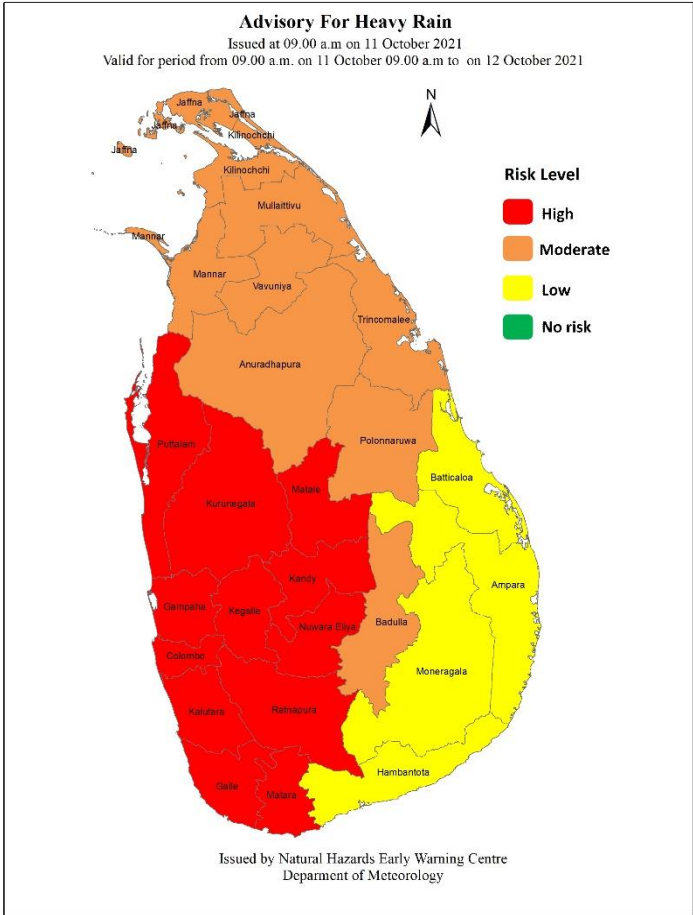 Advisory For Heavy Rain
Issued at 09.00 a.m on 11 October 2021
Valid for period from 09.00 a.m. on 11 October 09.00 a.m to on 12 October 2021
N
Jaffna
Jaffna
Jaffna
Kilinochchi
Jaffna
Kilinochchi
Mullaittivu
Mannar
Mannar
Vavuniya
Trincomalee
Anuradhapura
Risk Level
High
Moderate
Low
No risk
Puttalam
Polonnaruwa
Batticaloa
Kurunegala
Matale
Kandy
Ampara
Gampaha
Kegalle
Nuwara Eliya
Badulla
Colombo
Moneragala
Kalutara
Ratnapura
Hambantota
Galle
Matara
Issued by Natural Hazards Early Warning Centre
Deparment of Meteorology